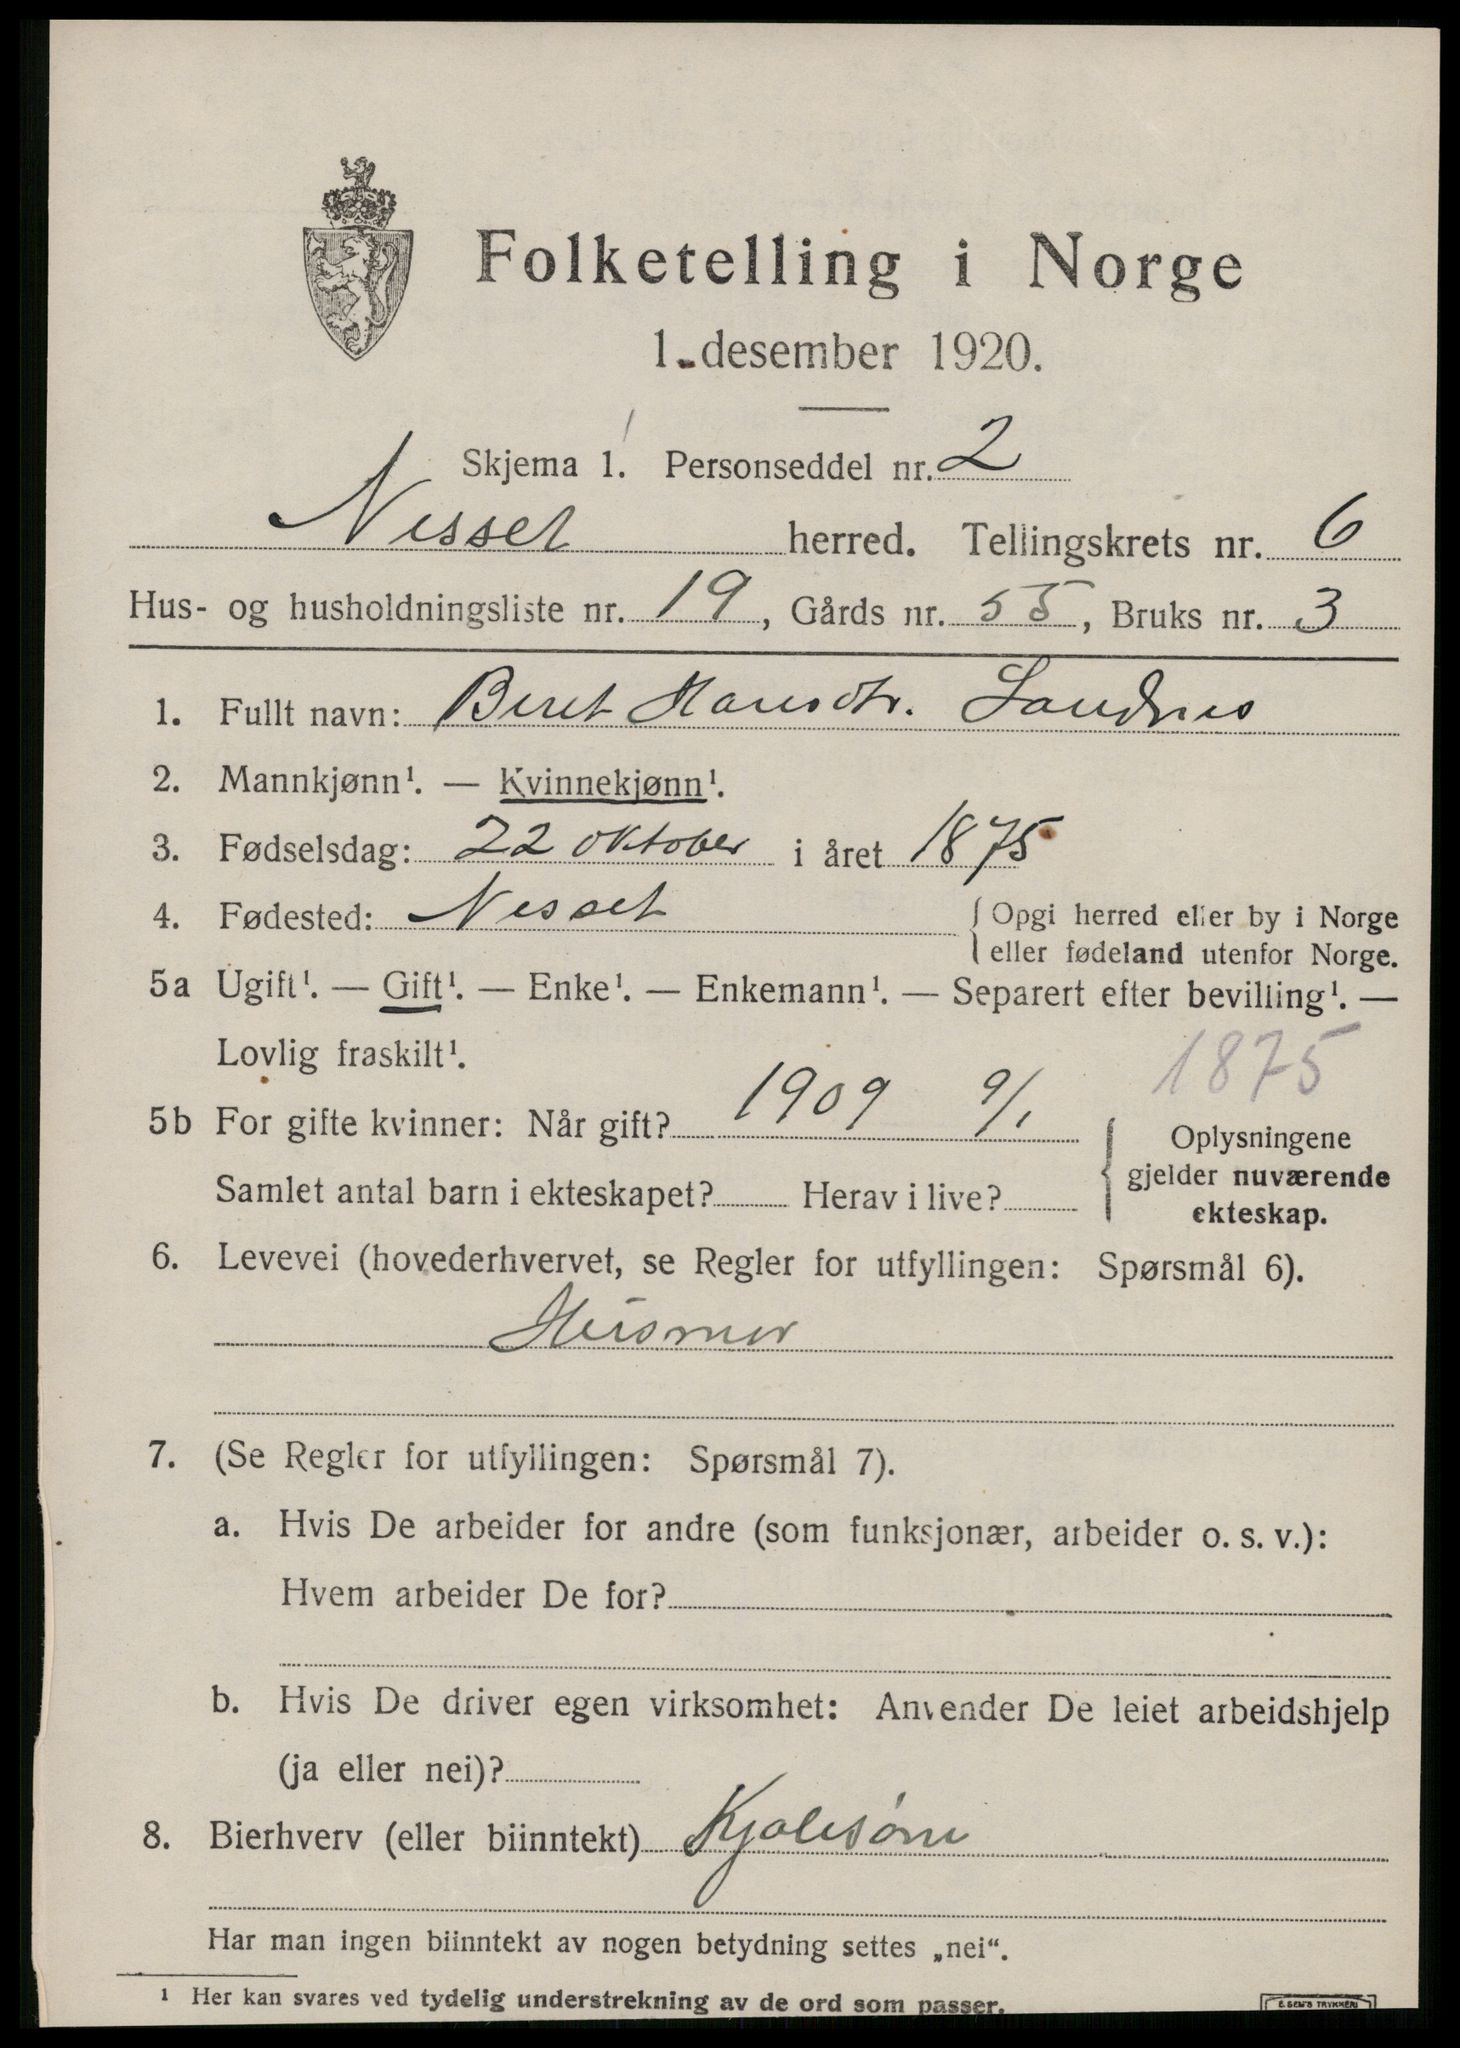 Folketelling i Norge
1. desember 1920.
Skjema 1. Personseddel nr. 2
Nesset herred. Tellingskrets nr. 6
Hus- og husholdningsliste nr. 19, Gårds nr. 55, Bruks nr. 3
1. Fullt navn: Beret Hansdtr. Sandnes
2. Mannkjønn¹. — Kvinnekjønn¹.
3. Fødselsdag: 22 oktober i året 1875
4. Fødested: Nesset {Opgi herred eller by i Norge
eller fødeland utenfor Norge.
5a Ugift¹. — Gift¹. — Enke¹. — Enkemann¹. — Separert efter bevilling¹. —
Lovlig fraskilt¹.
1875
5b For gifte kvinner: Når gift? 1909 9/1
Samlet antal barn i ekteskapet? Herav i live?
{Oplysningene
gjelder nuværende
ekteskap.
6. Levevei (hovederhvervet, se Regler for utfyllingen: Spørsmål 6).
Husmor
7. (Se Regler for utfyllingen: Spørsmål 7).
a. Hvis De arbeider for andre (som funksjonær, arbeider o. s. v.):
Hvem arbeider De for?
b. Hvis De driver egen virksomhet: Anvender De leiet arbeidshjelp
(ja eller nei)?
8. Bierhverv (eller biinntekt) Kjolesøm
Har man ingen biinntekt av nogen betydning settes „nei“.
¹ Her kan svares ved tydelig understrekning av de ord som passer.
E. SEM'S TRYKKERI